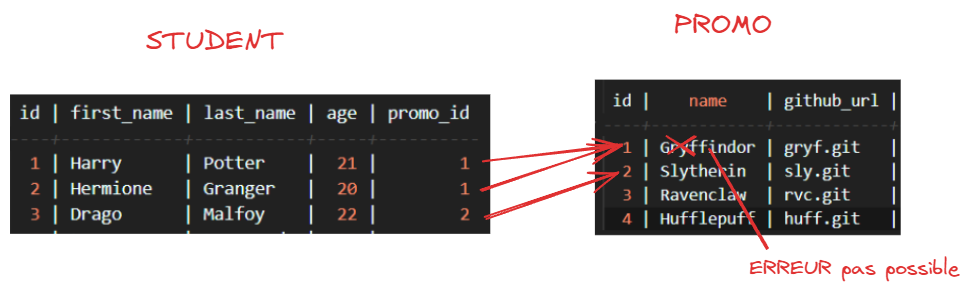 STUDENT
id | first_name | last_name | age | promo_id
1 | Harry | Potter | 21 | 1
2 | Hermione | Granger | 20 | 1
3 | Drago | Malfoy | 22 | 2
PROMO
id | name | github_url |
1 | Gryffindor | gryf.git |
2 | Slytherin | sly.git |
3 | Ravenclaw | rvc.git |
4 | Hufflepuff | huff.git |
ERREUR pas possible